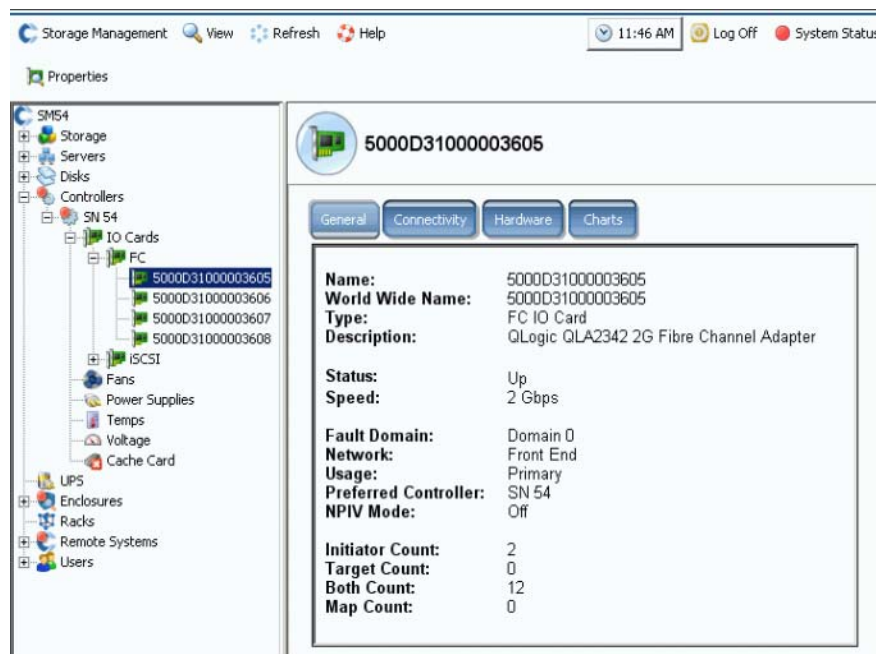 Storage Management View Refresh Help 11:46 AM Log Off System Status
Properties
SM54
Storage
Servers
Disks
Controllers
SN 54
IO Cards
FC
5000D31000003605
5000D31000003606
5000D31000003607
5000D31000003608
iSCSI
Fans
Power Supplies
Temps
Voltage
Cache Card
UPS
Enclosures
Racks
Remote Systems
Users
5000D31000003605
General Connectivity Hardware Charts
Name: 5000D31000003605
World Wide Name: 5000D31000003605
Type: FC IO Card
Description: QLogic QLA2342 2G Fibre Channel Adapter
Status: Up
Speed: 2 Gbps
Fault Domain: Domain 0
Network: Front End
Usage: Primary
Preferred Controller: SN 54
NPIV Mode: Off
Initiator Count: 2
Target Count: 0
Both Count: 12
Map Count: 0